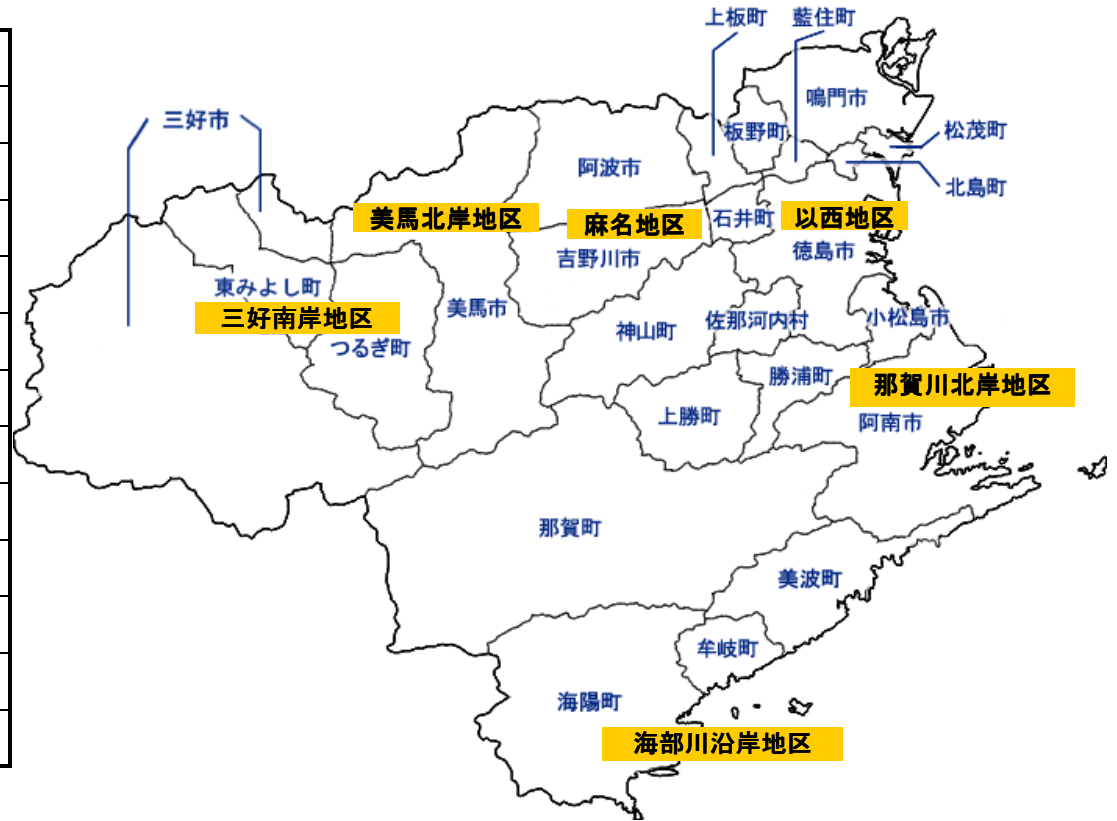 上板町
藍住町
鳴門市
三好市
板野町
松茂町
阿波市
北島町
美馬北岸地区
麻名地区
石井町
以西地区
徳島市
吉野川市
東みよし町
美馬市
三好南岸地区
神山町
佐那河内村
小松島市
つるぎ町
勝浦町
那賀川北岸地区
上勝町
阿南市
那賀町
美波町
牟岐町
海陽町
海部川沿岸地区